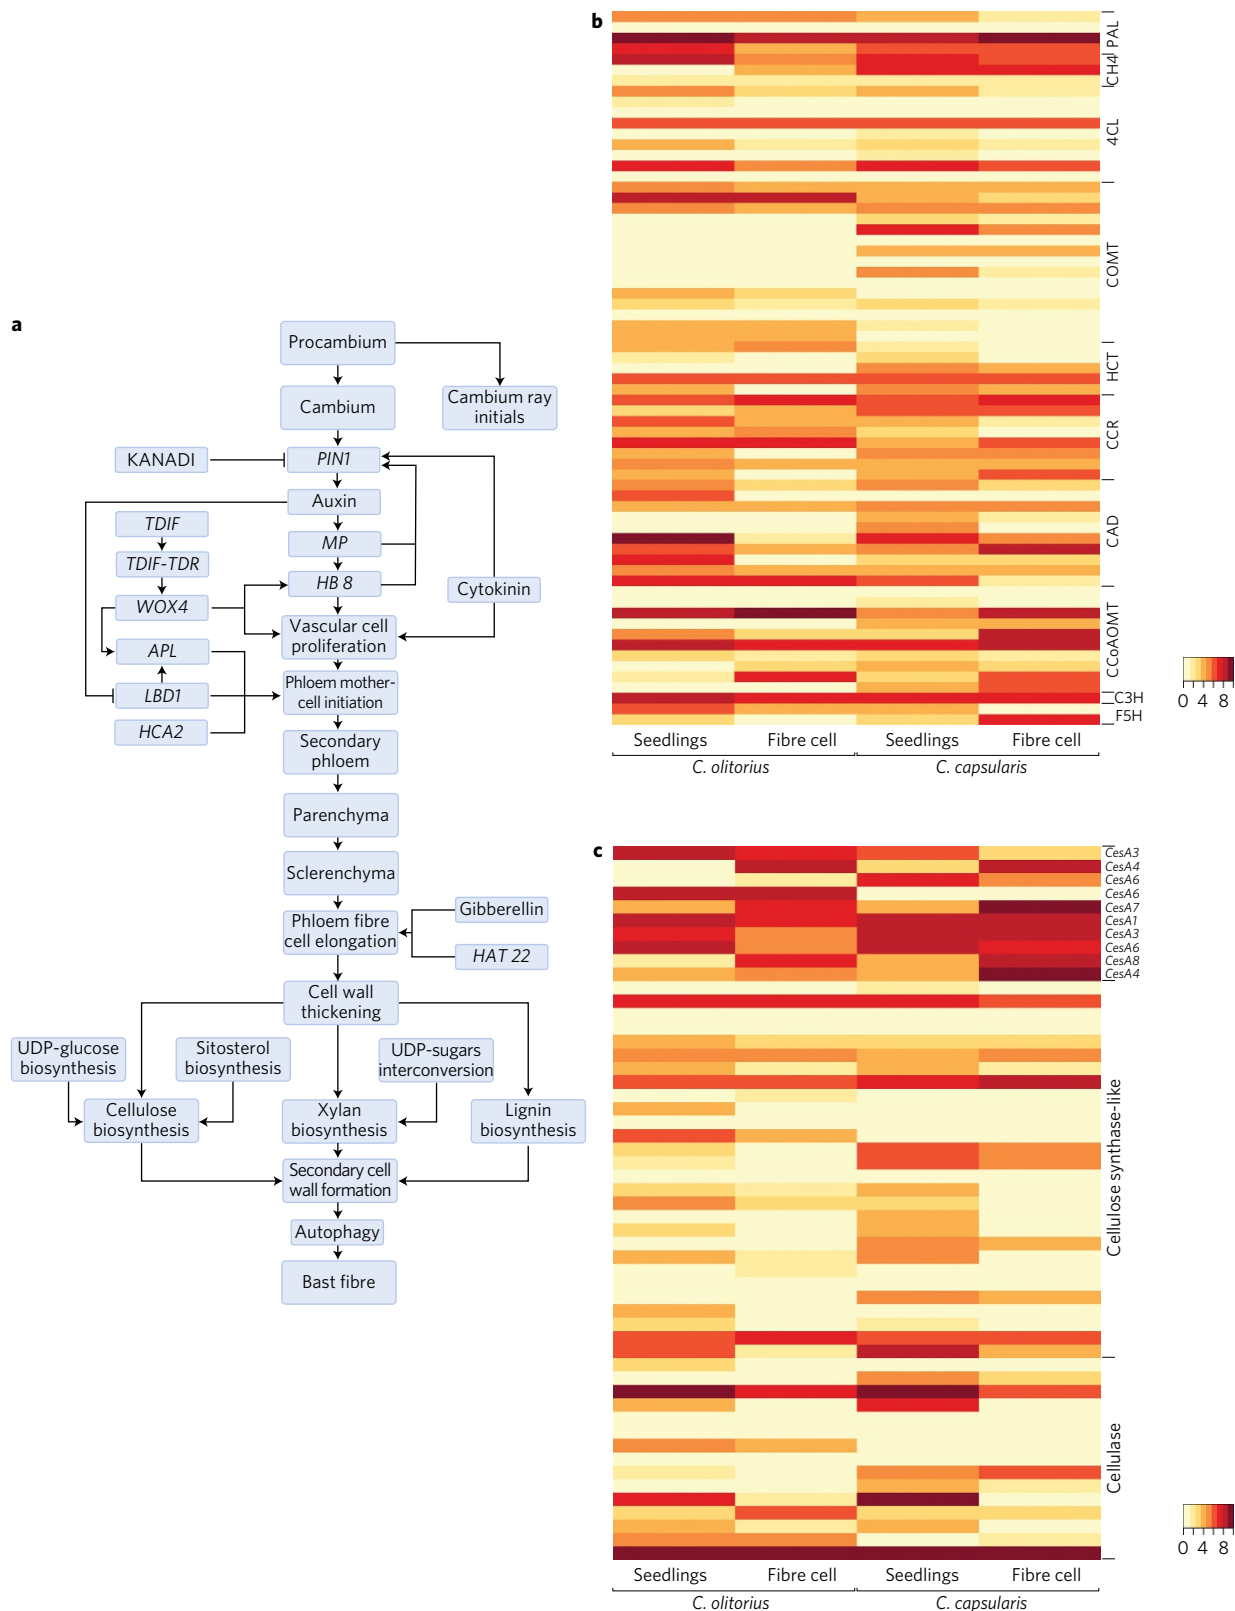 a
Procambium
Cambium
Cambium ray
initials
KANADI
PIN1
Auxin
TDIF
MP
TDIF-TDR
HB 8
Cytokinin
WOX4
Vascular cell
proliferation
APL
Phloem mother-
cell initiation
LBD1
HCA2
Secondary
phloem
Parenchyma
Sclerenchyma
Gibberellin
Phloem fibre
cell elongation
HAT 22
Cell wall
thickening
UDP-glucose
biosynthesis
Sitosterol
biosynthesis
UDP-sugars
interconversion
Cellulose
biosynthesis
Xylan
biosynthesis
Lignin
biosynthesis
Secondary cell
wall formation
Autophagy
Bast fibre
b
PAL
CH4
4CL
COMT
HCT
CCR
CAD
CCoAOMT
C3H
F5H
0 4 8
Seedlings Fibre cell Seedlings Fibre cell
C. olitorius C. capsularis
c
CesA3
CesA4
CesA6
CesA6
CesA7
CesA1
CesA3
CesA6
CesA8
CesA4
Cellulose synthase-like
Cellulase
0 4 8
Seedlings Fibre cell Seedlings Fibre cell
C. olitorius C. capsularis